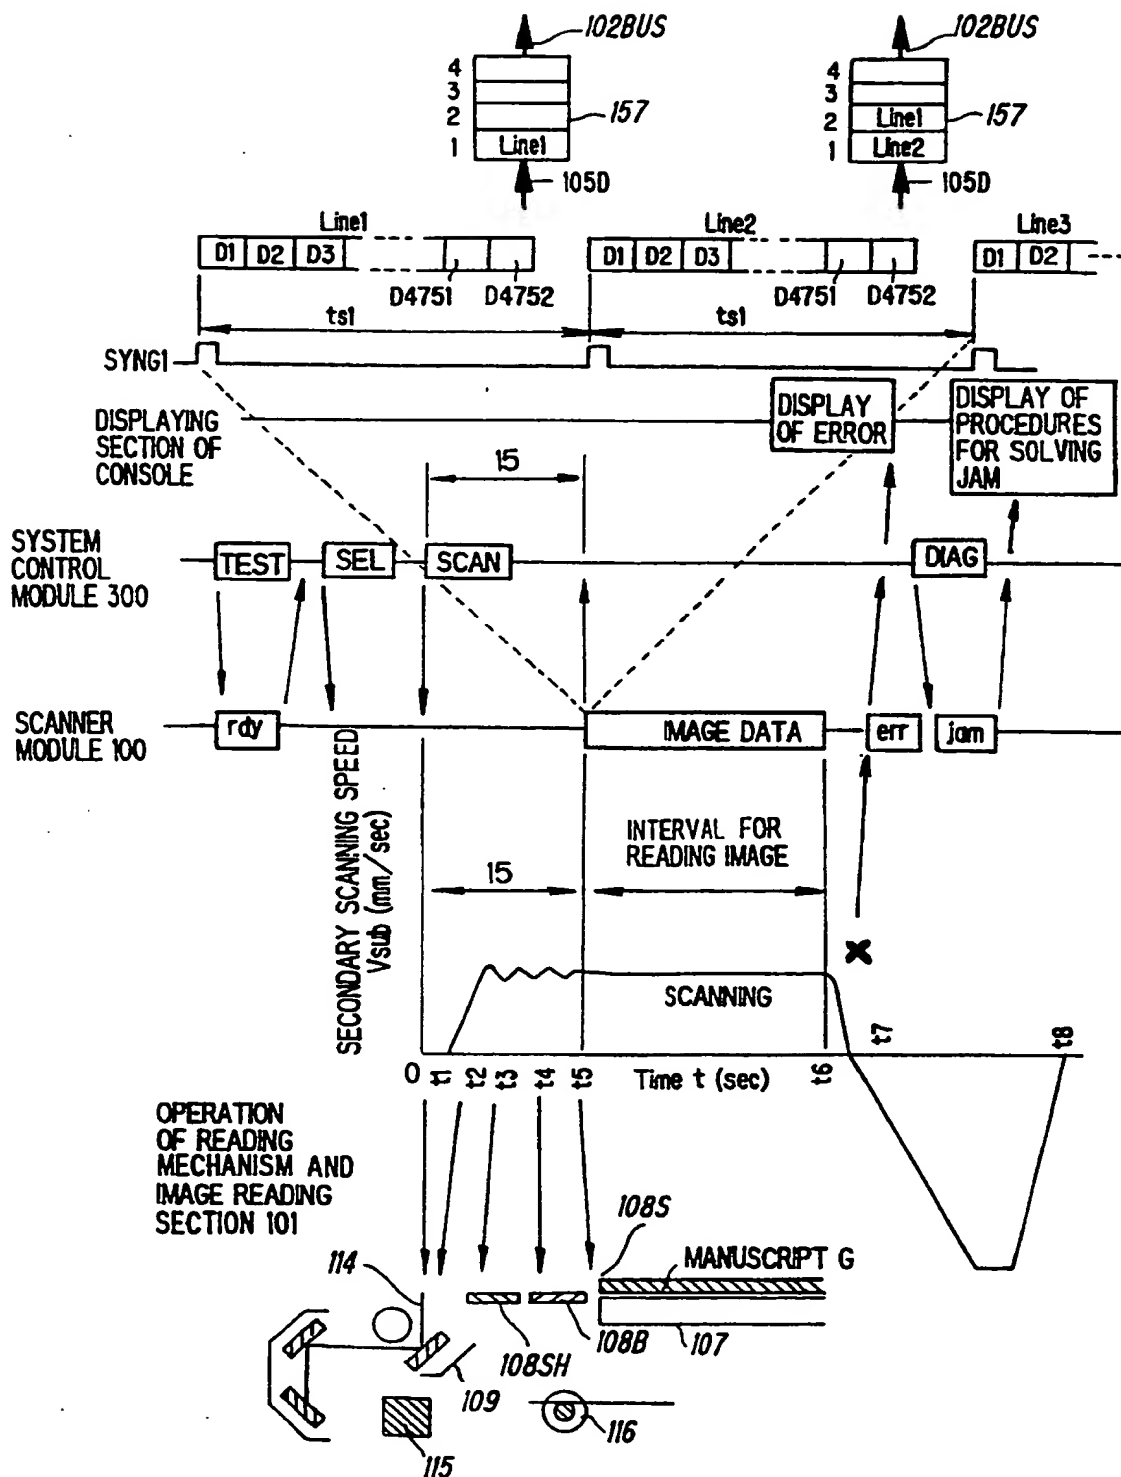 102BUS
102BUS
4
3
2
1
Line1
157
4
3
2
1
Line1
Line2
157
105D
105D
Line1
Line2
Line3
D1 D2 D3
D1 D2 D3
D1 D2
D4751 D4752
D4751 D4752
ts1
ts1
SYNG1
DISPLAYING
SECTION OF
CONSOLE
DISPLAY
OF ERROR
DISPLAY OF
PROCEDURES
FOR SOLVING
JAM
15
SYSTEM
CONTROL
MODULE 300
TEST
SEL
SCAN
DIAG
SCANNER
MODULE 100
rdy
IMAGE DATA
err
jam
SECONDARY SCANNING SPEED
Vsub (mm/sec)
15
INTERVAL FOR
READING IMAGE
SCANNING
0
t1
t2
t3
t4
t5
Time t (sec)
t6
t7
t8
OPERATION
OF READING
MECHANISM AND
IMAGE READING
SECTION 101
108S
MANUSCRIPT G
114
108SH
108B
107
109
116
115